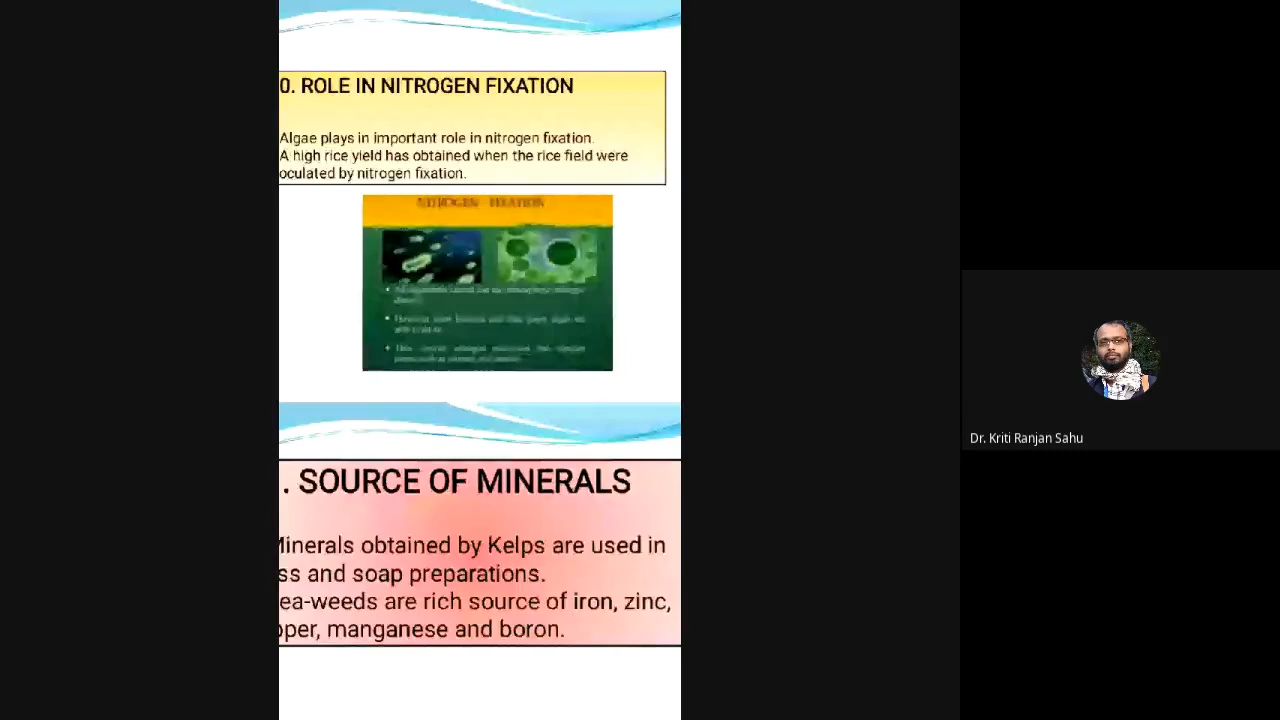 0. ROLE IN NITROGEN FIXATION
Algae plays in important role in nitrogen fixation.
A high rice yield has obtained when the rice field were
oculated by nitrogen fixation.
NITROGEN FIXATION
. SOURCE OF MINERALS
Minerals obtained by Kelps are used in
ss and soap preparations.
ea-weeds are rich source of iron, zinc,
pper, manganese and boron.
Dr. Kriti Ranjan Sahu